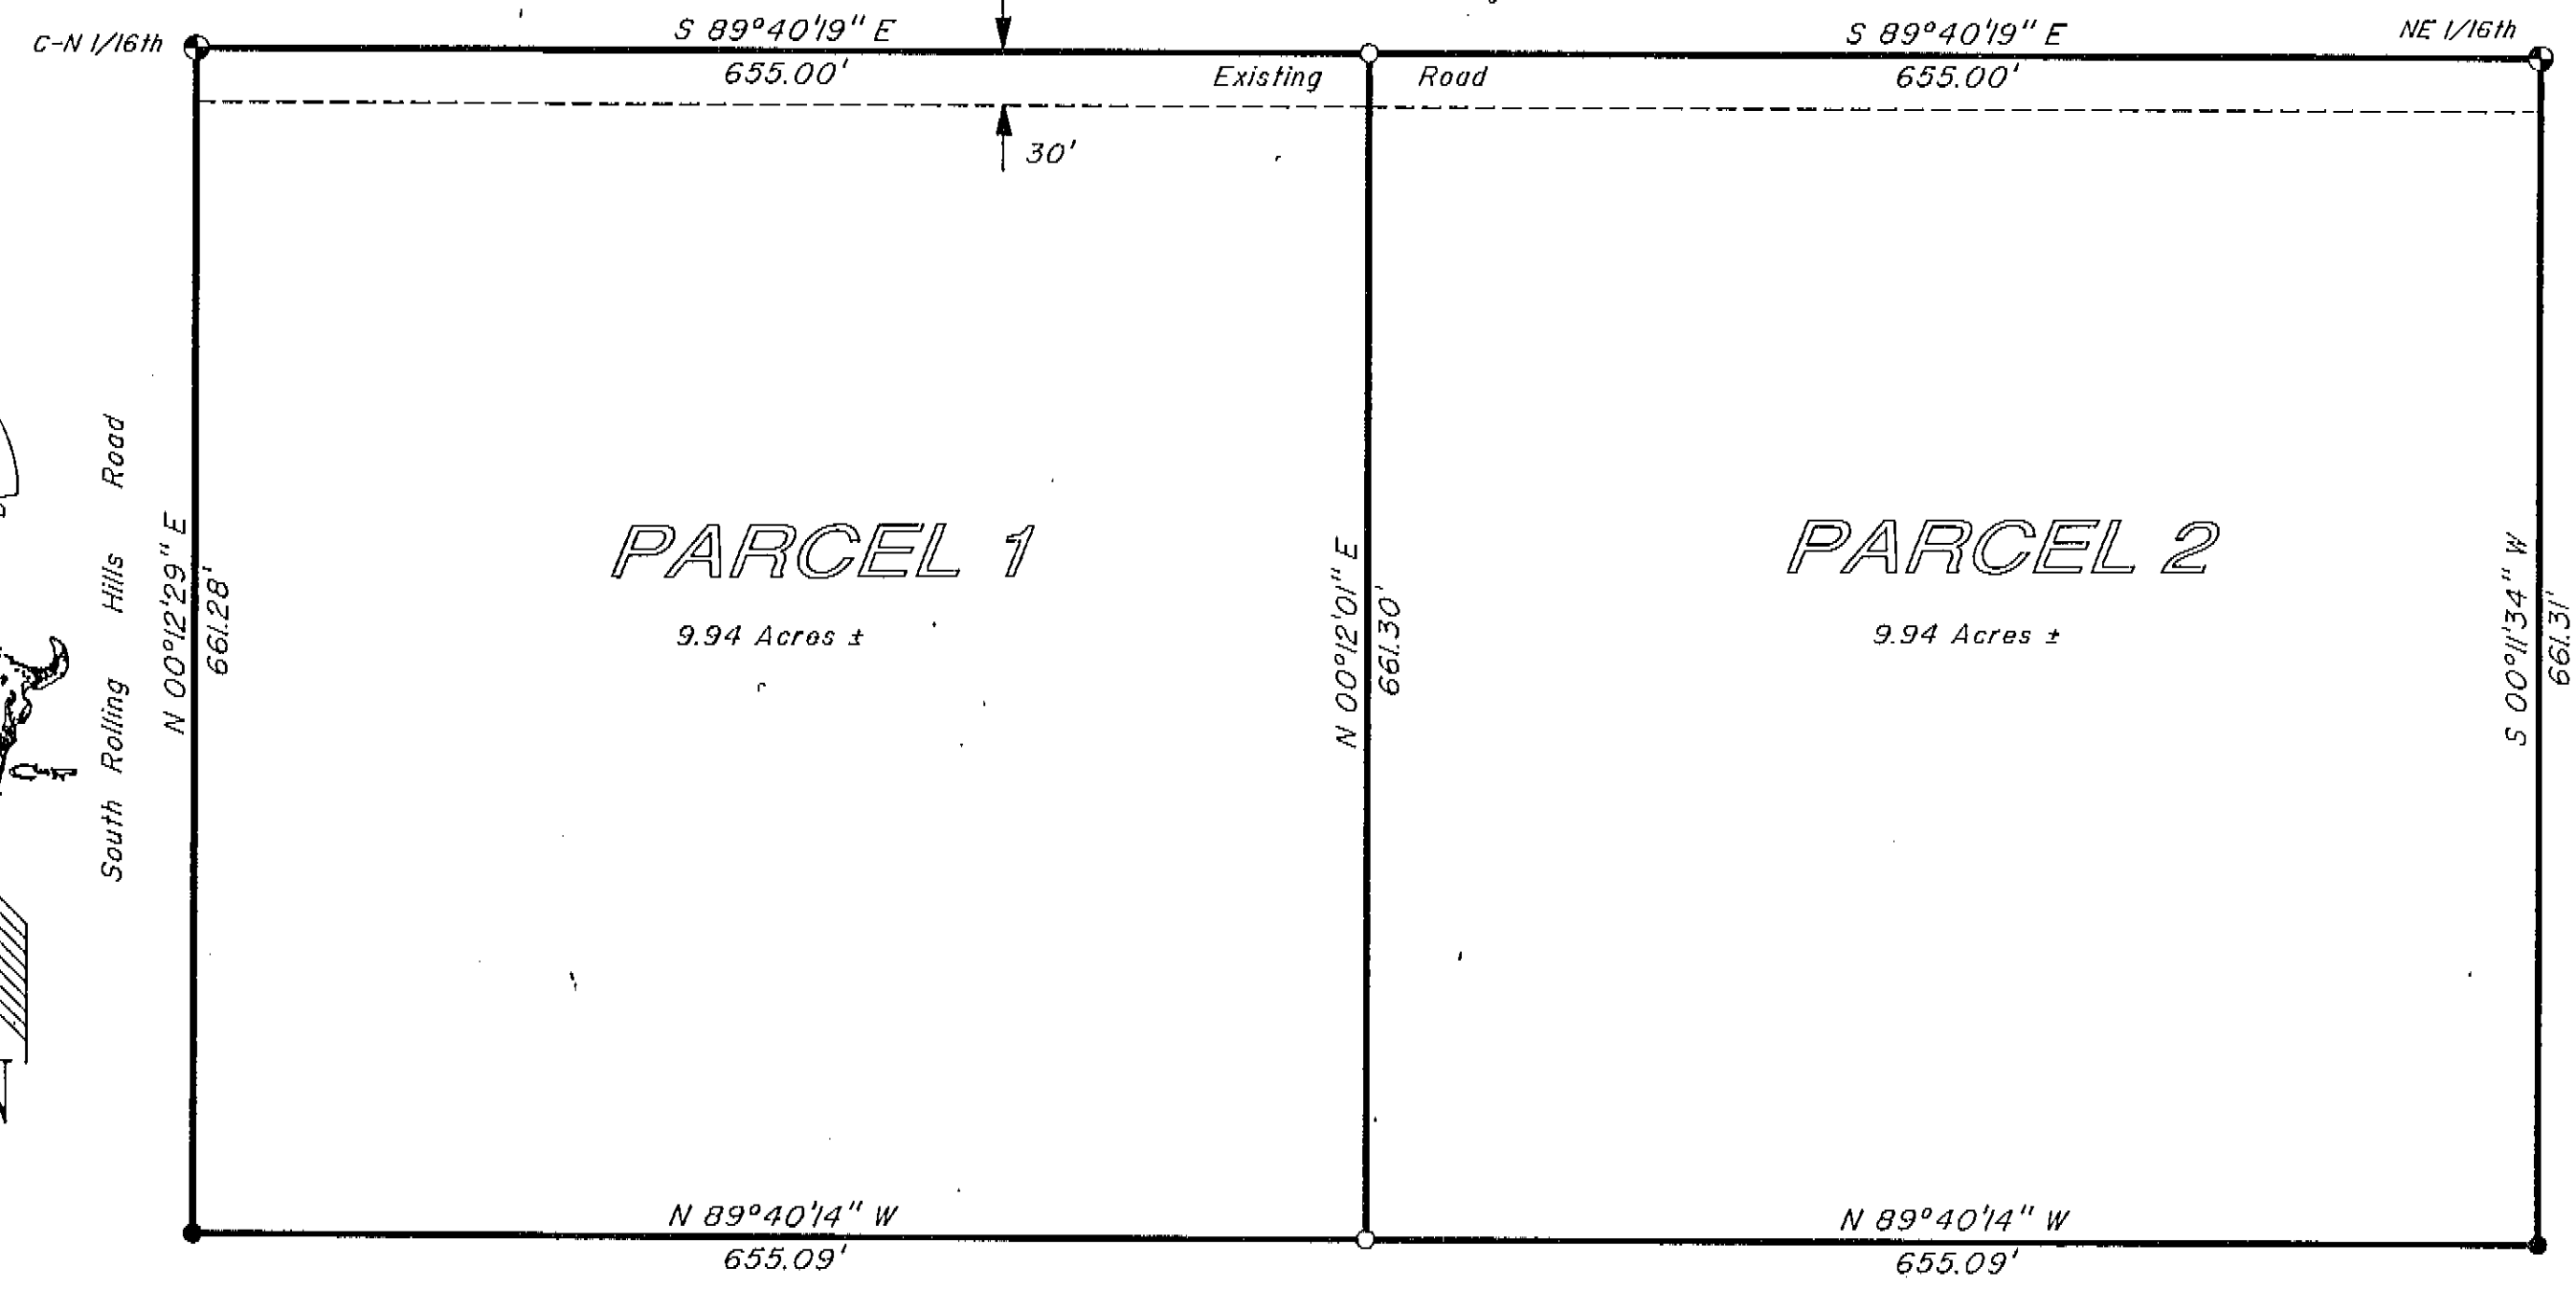 C-N 1/16th
S 89°40'19" E
655.00'
Existing Road
S 89°40'19" E
655.00'
NE 1/16th
30'
South Rolling Hills Road
N 00°12'29" E
661.28'
PARCEL 1
9.94 Acres ±
N 00°12'01" E
661.30'
PARCEL 2
9.94 Acres ±
S 00°11'34" W
661.31'
N 89°40'14" W
655.09'
N 89°40'14" W
655.09'